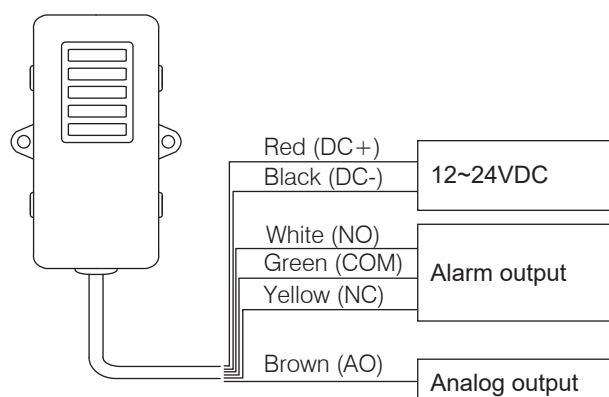 Red (DC+)
Black (DC-)
12~24VDC
White (NO)
Green (COM)
Yellow (NC)
Alarm output
Brown (AO)
Analog output